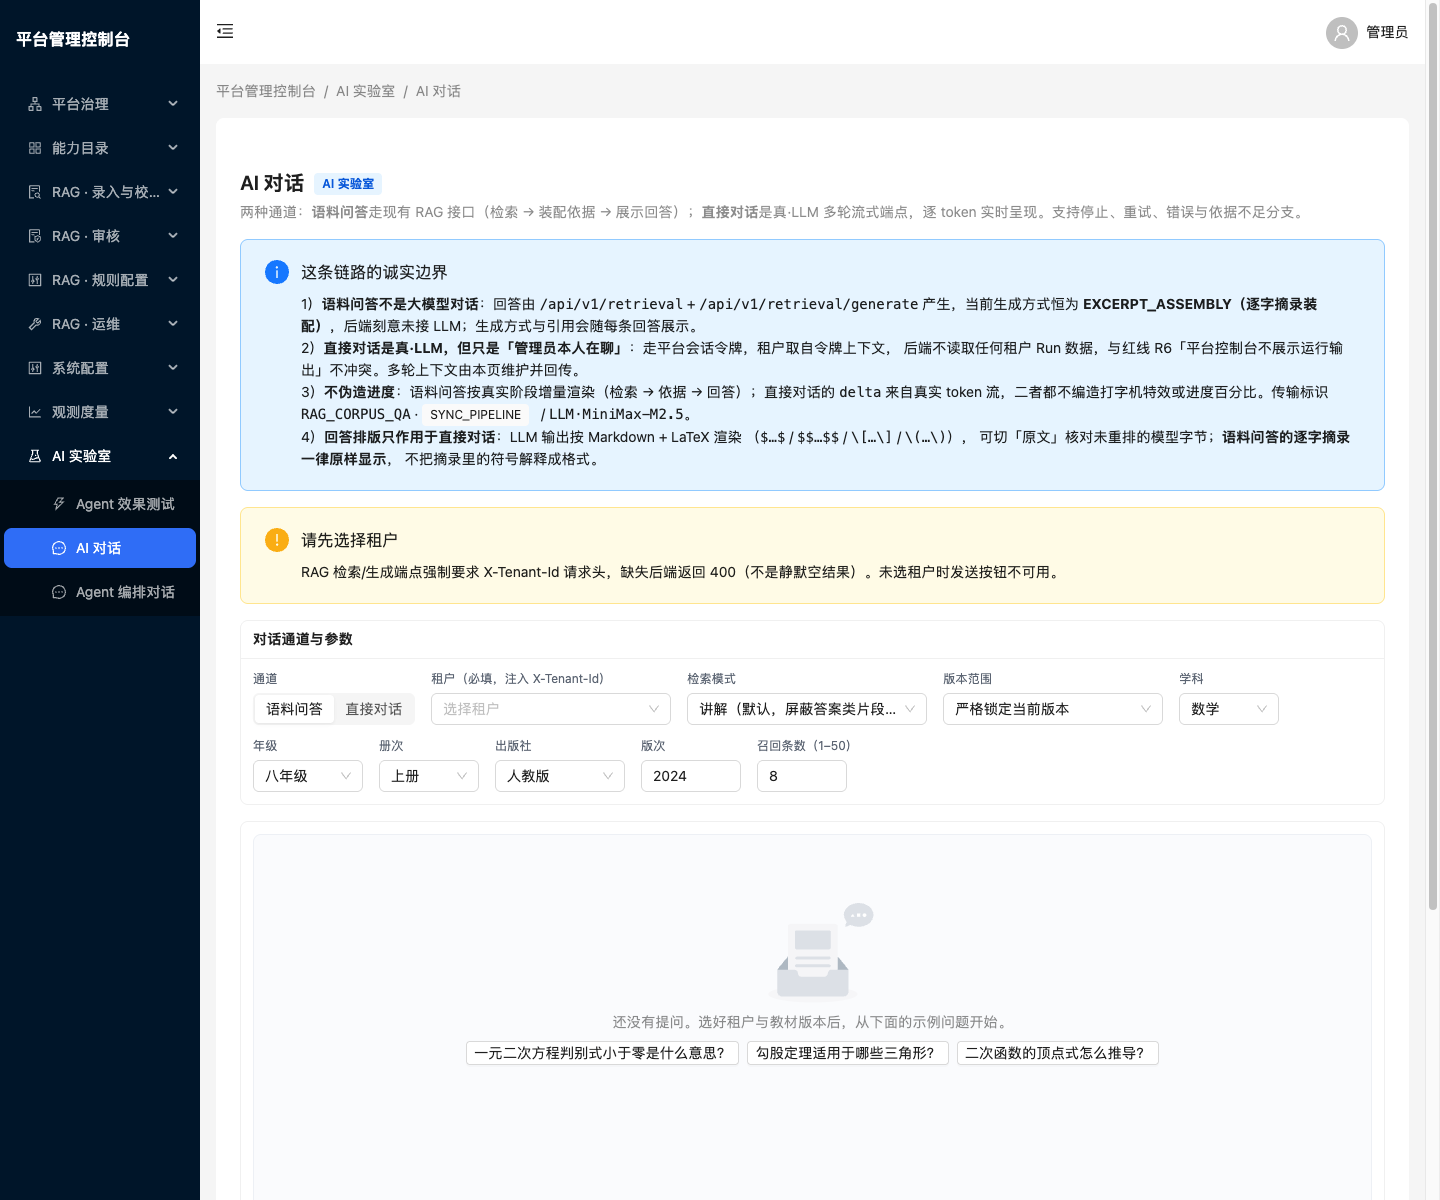 平台管理控制台
管理员
平台治理
能力目录
RAG · 录入与校...
RAG · 审核
RAG · 规则配置
RAG · 运维
系统配置
观测度量
AI 实验室
Agent 效果测试
AI 对话
Agent 编排对话
平台管理控制台 / AI 实验室 / AI 对话
AI 对话 AI 实验室
两种通道：语料问答走现有 RAG 接口（检索 → 装配依据 → 展示回答）；直接对话是真·LLM 多轮流式端点，逐 token 实时呈现。支持停止、重试、错误与依据不足分支。
这条链路的诚实边界
1）语料问答不是大模型对话：回答由 /api/v1/retrieval + /api/v1/retrieval/generate 产生，当前生成方式恒为 EXCERPT_ASSEMBLY（逐字摘录装
配），后端刻意未接 LLM；生成方式与引用会随每条回答展示。
2）直接对话是真·LLM，但只是「管理员本人在聊」：走平台会话令牌，租户取自令牌上下文， 后端不读取任何租户 Run 数据，与红线 R6「平台控制台不展示运行输
出」不冲突。多轮上下文由本页维护并回传。
3）不伪造进度：语料问答按真实阶段增量渲染（检索 → 依据 → 回答）；直接对话的 delta 来自真实 token 流，二者都不编造打字机特效或进度百分比。传输标识
RAG_CORPUS_QA · SYNC_PIPELINE / LLM·MiniMax-M2.5。
4）回答排版只作用于直接对话：LLM 输出按 Markdown + LaTeX 渲染 （$…$ / $$…$$ / \[…\] / \(…\)）， 可切「原文」核对未重排的模型字节；语料问答的逐字摘录
一律原样显示， 不把摘录里的符号解释成格式。
请先选择租户
RAG 检索/生成端点强制要求 X-Tenant-Id 请求头，缺失后端返回 400（不是静默空结果）。未选租户时发送按钮不可用。
对话通道与参数
通道 租户（必填，注入 X-Tenant-Id） 检索模式 版本范围 学科
语料问答 直接对话 选择租户 讲解（默认，屏蔽答案类片段... 严格锁定当前版本 数学
年级 册次 出版社 版次 召回条数（1–50）
八年级 上册 人教版 2024 8
还没有提问。选好租户与教材版本后，从下面的示例问题开始。
一元二次方程判别式小于零是什么意思？ 勾股定理适用于哪些三角形？ 二次函数的顶点式怎么推导？